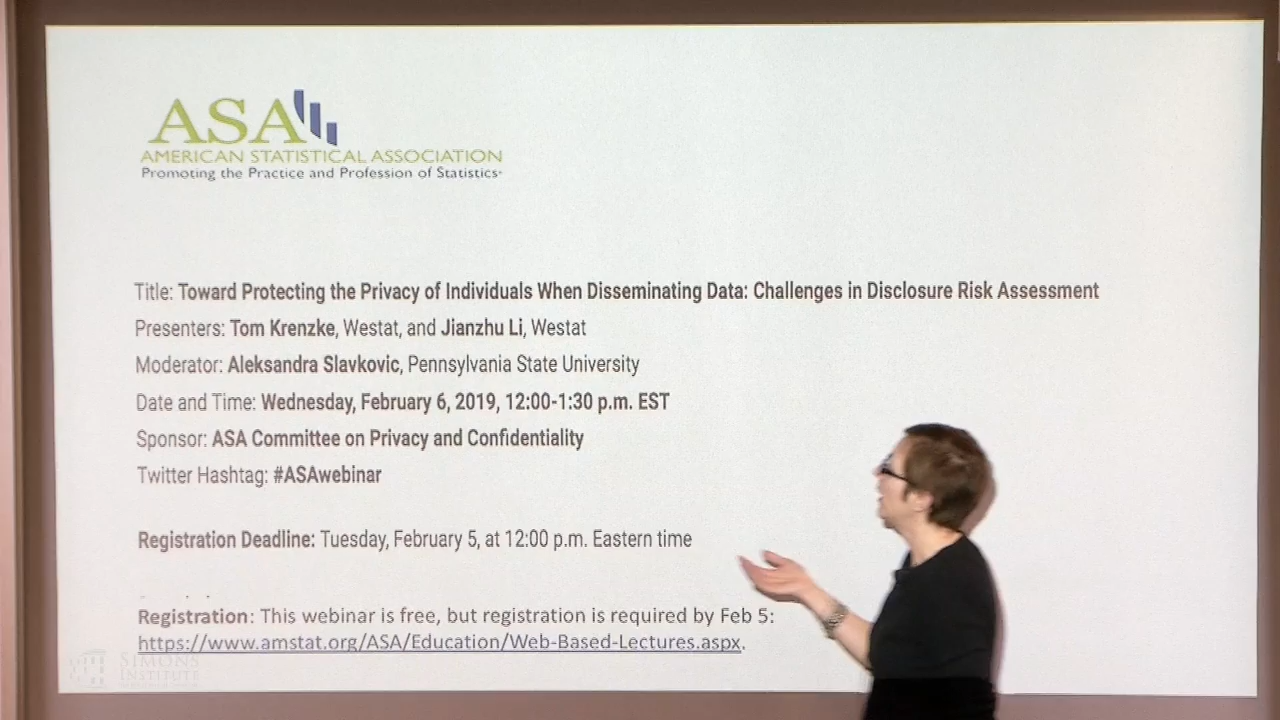 ASA
AMERICAN STATISTICAL ASSOCIATION
Promoting the Practice and Profession of Statistics
Title: Toward Protecting the Privacy of Individuals When Disseminating Data: Challenges in Disclosure Risk Assessment
Presenters: Tom Krenzke, Westat, and Jianzhu Li, Westat
Moderator: Aleksandra Slavkovic, Pennsylvania State University
Date and Time: Wednesday, February 6, 2019, 12:00-1:30 p.m. EST
Sponsor: ASA Committee on Privacy and Confidentiality
Twitter Hashtag: #ASAwebinar
Registration Deadline: Tuesday, February 5, at 12:00 p.m. Eastern time
Registration: This webinar is free, but registration is required by Feb 5:
https://www.amstat.org/ASA/Education/Web-Based-Lectures.aspx.
SIMONS
INSTITUTE